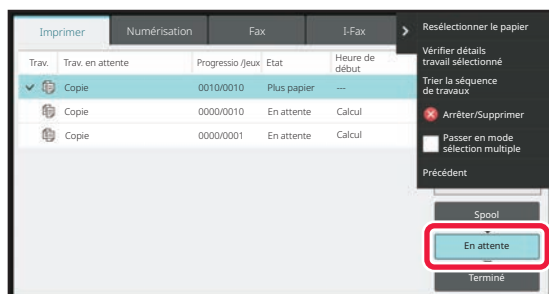 Imprimer
Numérisation
Fax
I-Fax
Trav.
Trav. en attente
Progressio /Jeux
Etat
Heure de
début
Copie
0010/0010
Plus papier
---
Copie
0000/0010
En attente
Calcul
Copie
0000/0001
En attente
Calcul
Resélectionner le papier
Vérifier détails
travail sélectionné
Trier la séquence
de travaux
Arrêter/Supprimer
Passer en mode
sélection multiple
Précédent
Spool
En attente
Terminé